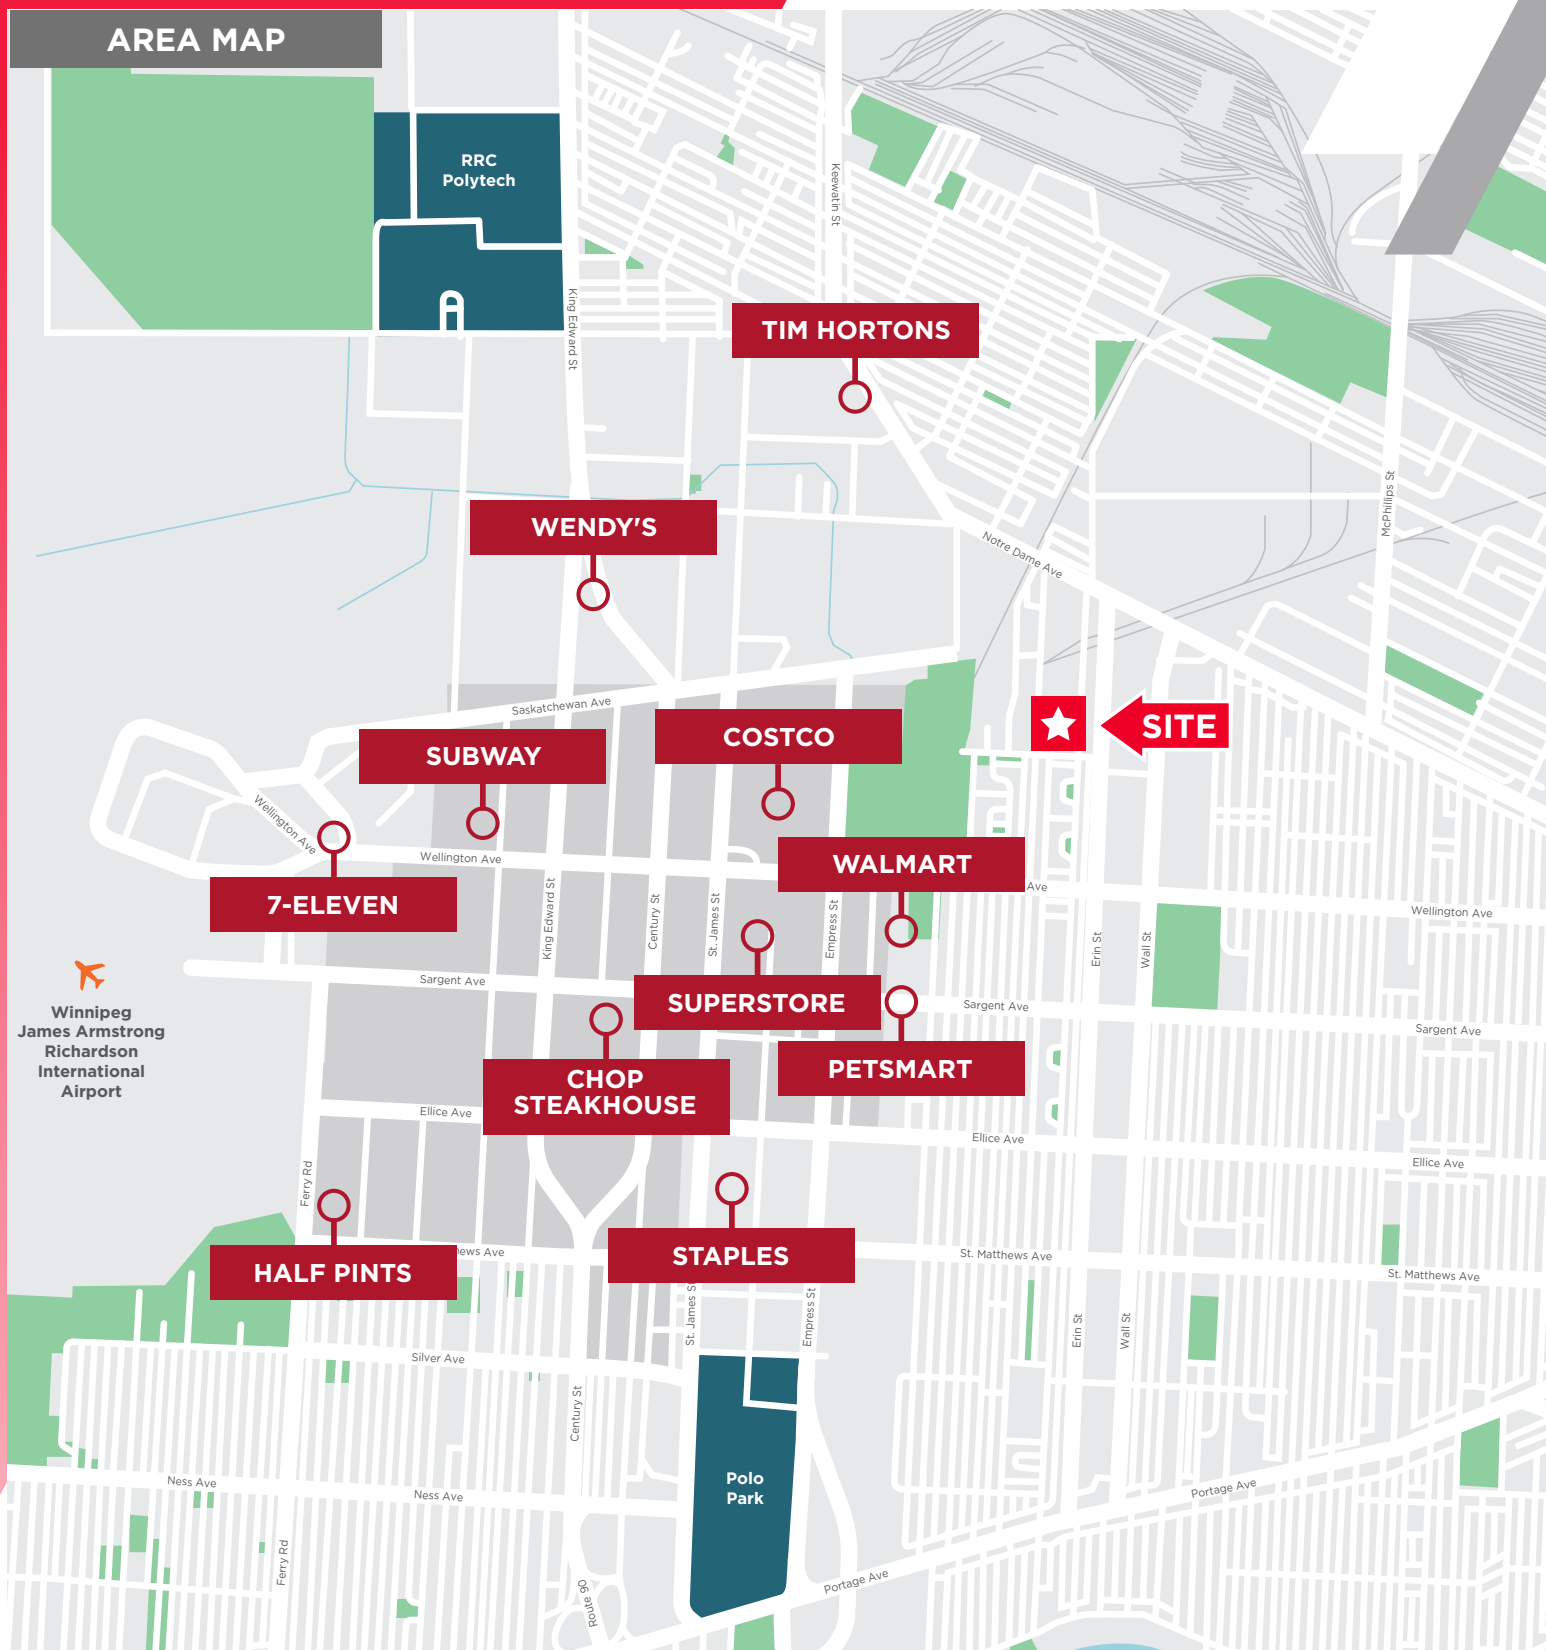 AREA MAP
RRC
Polytech
Keewatin St
King Edward St
TIM HORTONS
McPhillips St
WENDY'S
Notre Dame Ave
Saskatchewan Ave
COSTCO
SITE
SUBWAY
Wellington Ave
Wellington Ave
WALMART
Ave
7-ELEVEN
Wellington Ave
King Edward St
Century St
St. James St
Empress St
Erin St
Wall St
Sargent Ave
SUPERSTORE
Sargent Ave
Sargent Ave
Winnipeg
James Armstrong
Richardson
International
Airport
PETSMART
CHOP
STEAKHOUSE
Ellice Ave
Ellice Ave
Ellice Ave
Ferry Rd
HALF PINTS
hews Ave
STAPLES
St. Matthews Ave
St. Matthews Ave
St. James St
Empress St
Erin St
Wall St
Silver Ave
Century St
Polo
Park
Ness Ave
Ness Ave
Portage Ave
Ferry Rd
Route 90
Portage Ave